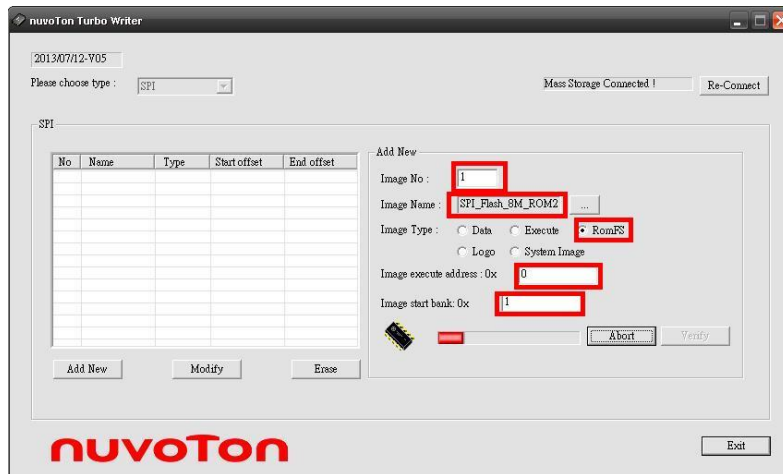 nuvoTon Turbo Writer
2013/07/12-V05
Please choose type : SPI
Mass Storage Connected ! Re-Connect
SPI
No Name Type Start offset End offset
Add New
Image No : 1
Image Name : SPI_Flash_8M_ROM2 ...
Image Type : Data Execute RomFS
Logo System Image
Image execute address : 0x 0
Image start bank: 0x 1
Abort Verify
Add New Modify Erase
nuvoTon
Exit